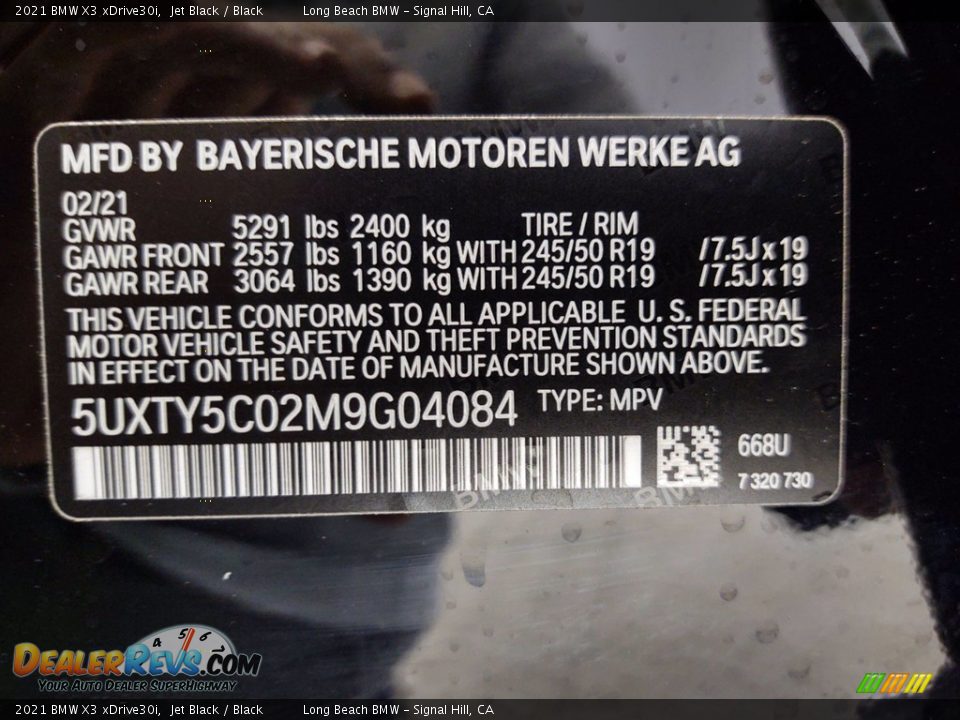 2021 BMW X3 xDrive30i, Jet Black / Black Long Beach BMW - Signal Hill, CA
MFD BY BAYERISCHE MOTOREN WERKE AG
02/21
GVWR 5291 lbs 2400 kg TIRE / RIM
GAWR FRONT 2557 lbs 1160 kg WITH 245/50 R19 /7.5J x 19
GAWR REAR 3064 lbs 1390 kg WITH 245/50 R19 /7.5J x 19
THIS VEHICLE CONFORMS TO ALL APPLICABLE U. S. FEDERAL
MOTOR VEHICLE SAFETY AND THEFT PREVENTION STANDARDS
IN EFFECT ON THE DATE OF MANUFACTURE SHOWN ABOVE.
5UXTY5C02M9G04084 TYPE: MPV
668U
7 320 730
BMW BMW
4 5 6
DEALERREVS.COM
YOUR AUTO DEALER SUPERHIGHWAY
2021 BMW X3 xDrive30i, Jet Black / Black Long Beach BMW - Signal Hill, CA